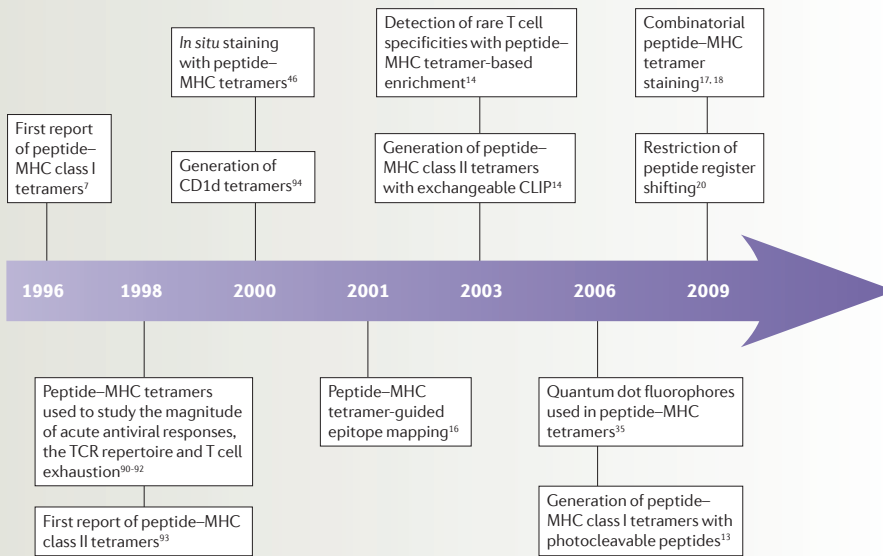 In situ staining
with peptide–
MHC tetramers46
Detection of rare T cell
specificities with peptide–
MHC tetramer-based
enrichment14
Combinatorial
peptide–MHC
tetramer
staining17, 18
First report
of peptide–
MHC class I
tetramers7
Generation of
CD1d tetramers94
Generation of peptide–
MHC class II tetramers
with exchangeable CLIP14
Restriction of
peptide register
shifting20
1996
1998
2000
2001
2003
2006
2009
Peptide–MHC tetramers
used to study the magnitude
of acute antiviral responses,
the TCR repertoire and T cell
exhaustion90-92
Peptide–MHC
tetramer-guided
epitope mapping16
Quantum dot fluorophores
used in peptide–MHC
tetramers35
First report of peptide–MHC
class II tetramers93
Generation of peptide–
MHC class I tetramers with
photocleavable peptides13